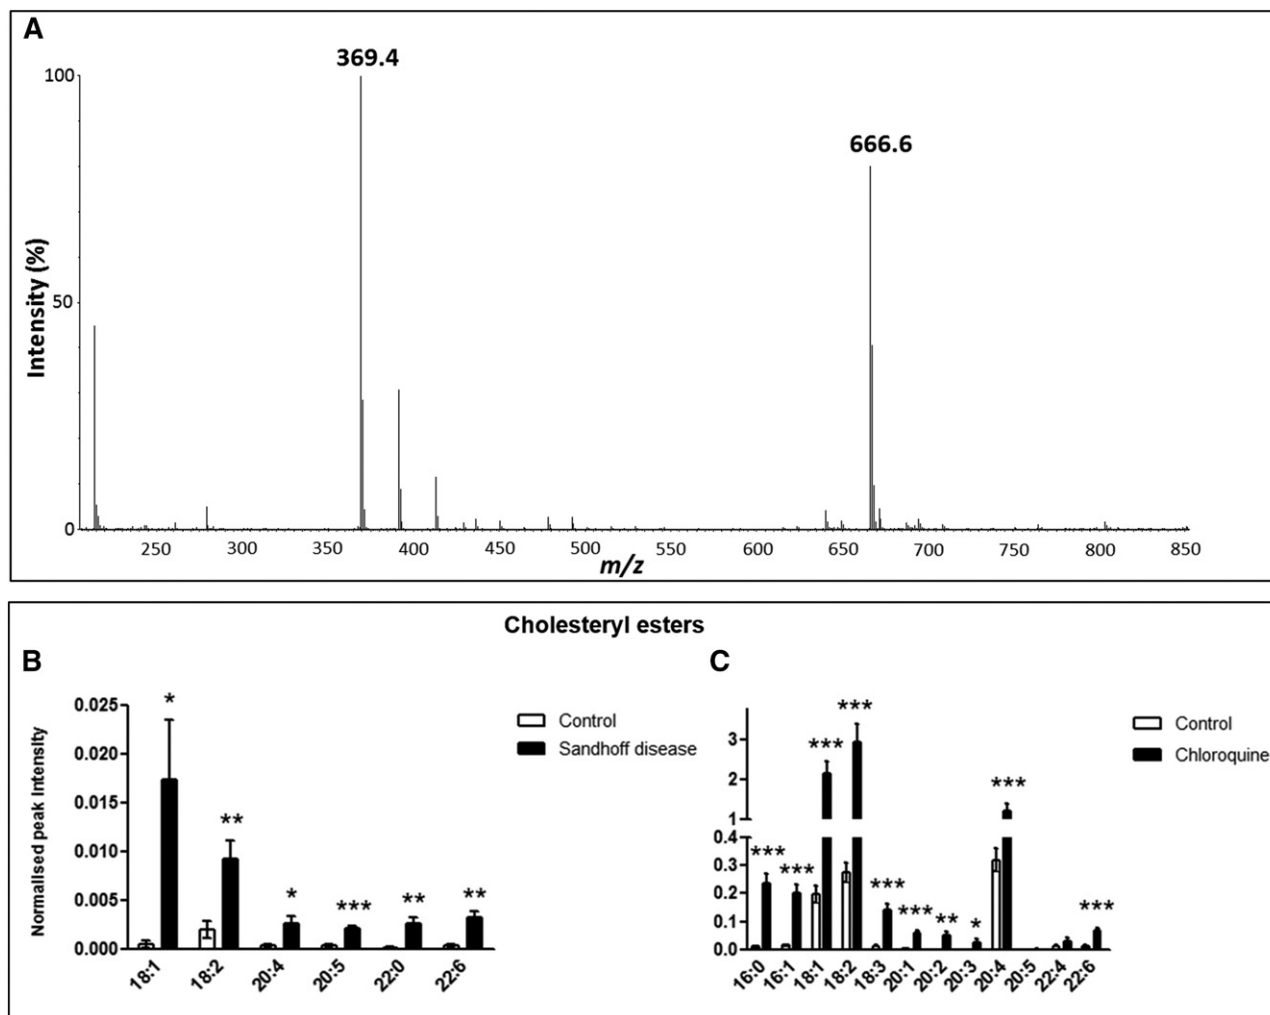 A
369.4
666.6
100
50
0
Intensity (%)
250 300 350 400 450 500 550 600 650 700 750 800 850
m/z
Cholesteryl esters
B
Normalised peak Intensity
0.025
0.020
0.015
0.010
0.005
0.000
* ** * *** ** **
18:1 18:2 20:4 20:5 22:0 22:6
Control
Sandhoff disease
C
3
2
1
0.4
0.3
0.2
0.1
0.0
*** *** *** *** *** *** ** * *** ***
16:0 16:1 18:1 18:2 18:3 20:1 20:2 20:3 20:4 20:5 22:4 22:6
Control
Chloroquine